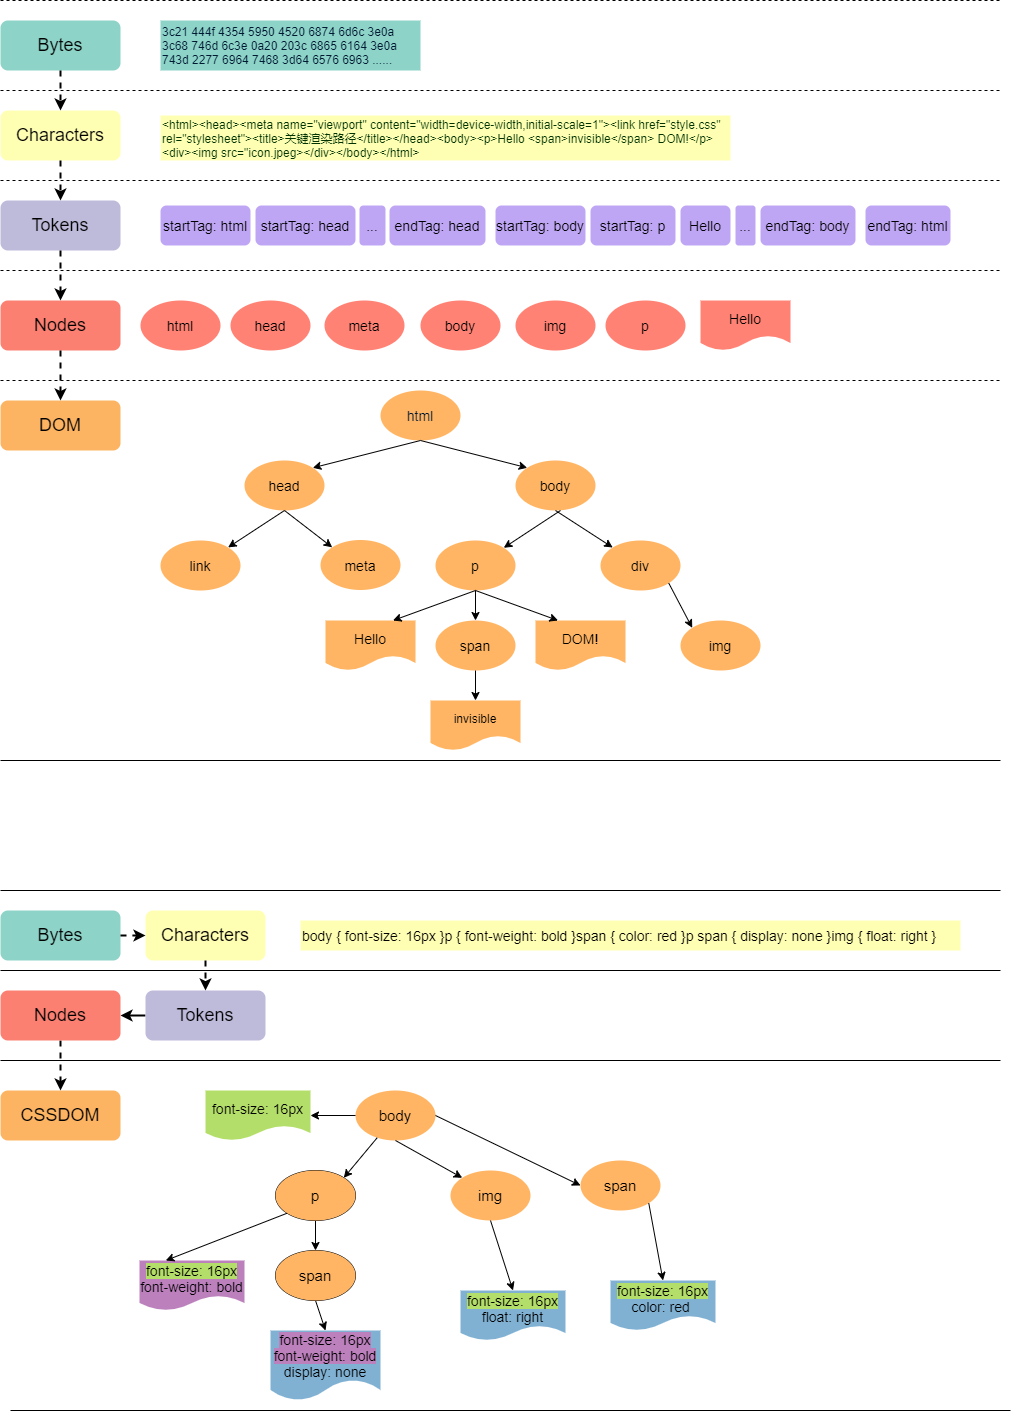 Bytes
3c21 444f 4354 5950 4520 6874 6d6c 3e0a
3c68 746d 6c3e 0a20 203c 6865 6164 3e0a
743d 2277 6964 7468 3d64 6576 6963 ......
Characters
<html><head><meta name="viewport" content="width=device-width,initial-scale=1"><link href="style.css"
rel="stylesheet"><title>关键渲染路径</title></head><body><p>Hello <span>invisible</span> DOM!</p>
<div><img src="icon.jpeg></div></body></html>
Tokens
startTag: html
startTag: head
...
endTag: head
startTag: body
startTag: p
Hello
...
endTag: body
endTag: html
Nodes
html
head
meta
body
img
p
Hello
DOM
html
head
body
link
meta
p
div
Hello
span
DOM!
img
invisible
Bytes
Characters
body { font-size: 16px }p { font-weight: bold }span { color: red }p span { display: none }img { float: right }
Nodes
Tokens
CSSDOM
font-size: 16px
body
p
img
span
font-size: 16px
font-weight: bold
span
font-size: 16px
float: right
font-size: 16px
color: red
font-size: 16px
font-weight: bold
display: none